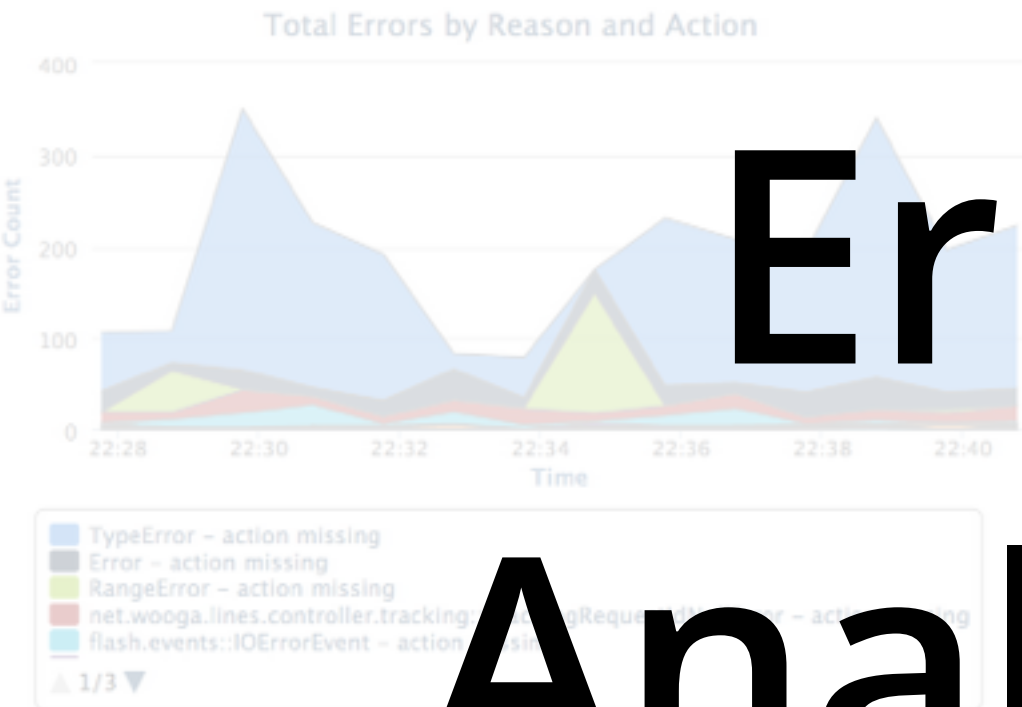 Total Errors by Reason and Action
400
300
200
100
0
Error Count
22:28 22:30 22:32 22:34 22:36 22:38 22:40
Time
Er
TypeError – action missing
Error – action missing
RangeError – action missing
net.wooga.lines.controller.tracking:
flash.events::IOErrorEvent – action
1/3
Ana